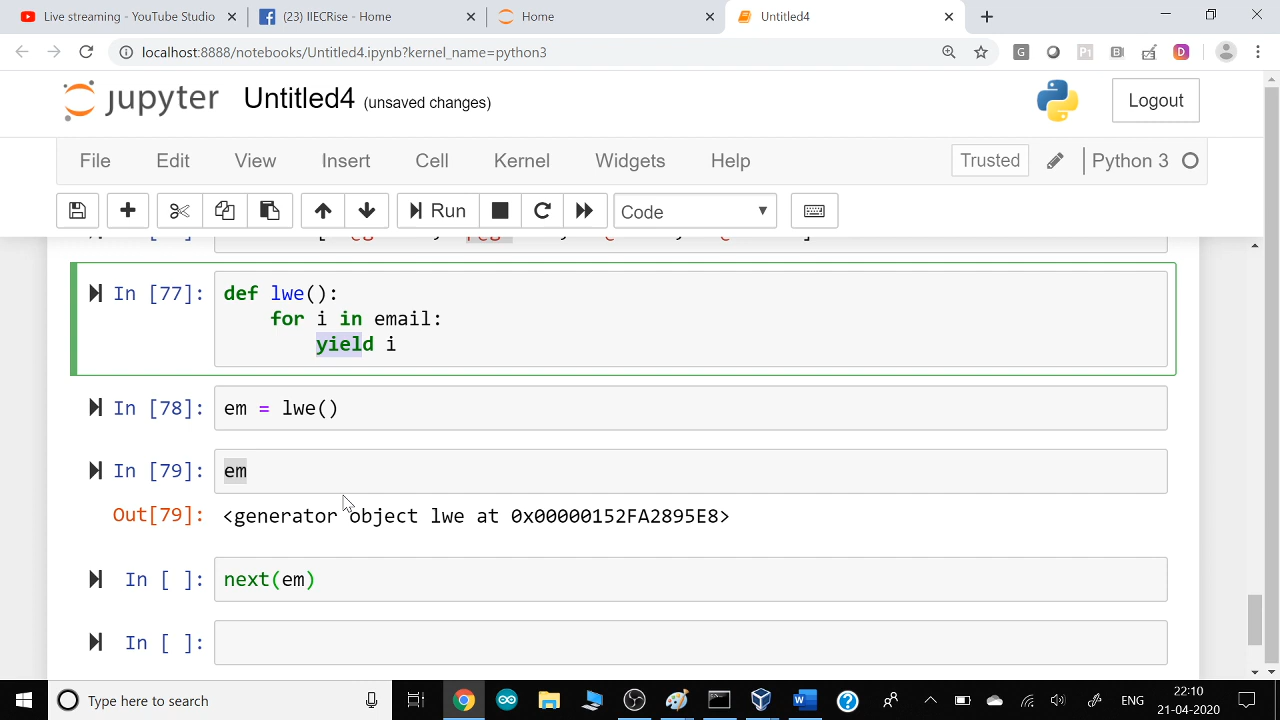 live streaming - YouTube Studio
(23) IIECRise - Home
Home
Untitled4
localhost:8888/notebooks/Untitled4.ipynb?kernel_name=python3
jupyter Untitled4 (unsaved changes)
Logout
File Edit View Insert Cell Kernel Widgets Help
Trusted
Python 3
Run
Code
In [77]: def lwe():
for i in email:
yield i
In [78]: em = lwe()
In [79]: em
Out[79]: <generator object lwe at 0x00000152FA2895E8>
In [ ]: next(em)
In [ ]:
Type here to search
ENG
22:10
21-04-2020